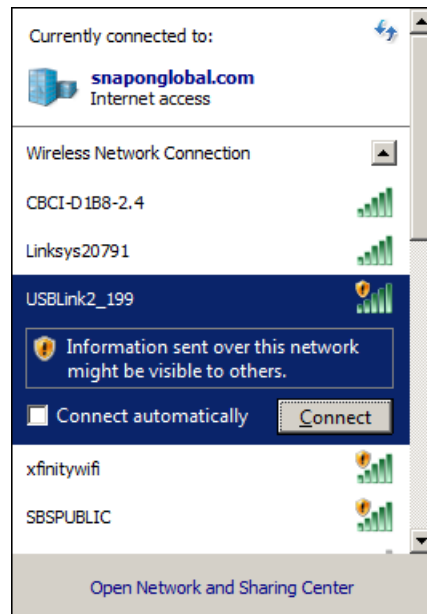 Currently connected to:
snaponglobal.com
Internet access
Wireless Network Connection
CBCI-D1B8-2.4
Linksys20791
USBLink2_199
Information sent over this network
might be visible to others.
Connect automatically
Connect
xfinitywifi
SBSPUBLIC
Open Network and Sharing Center